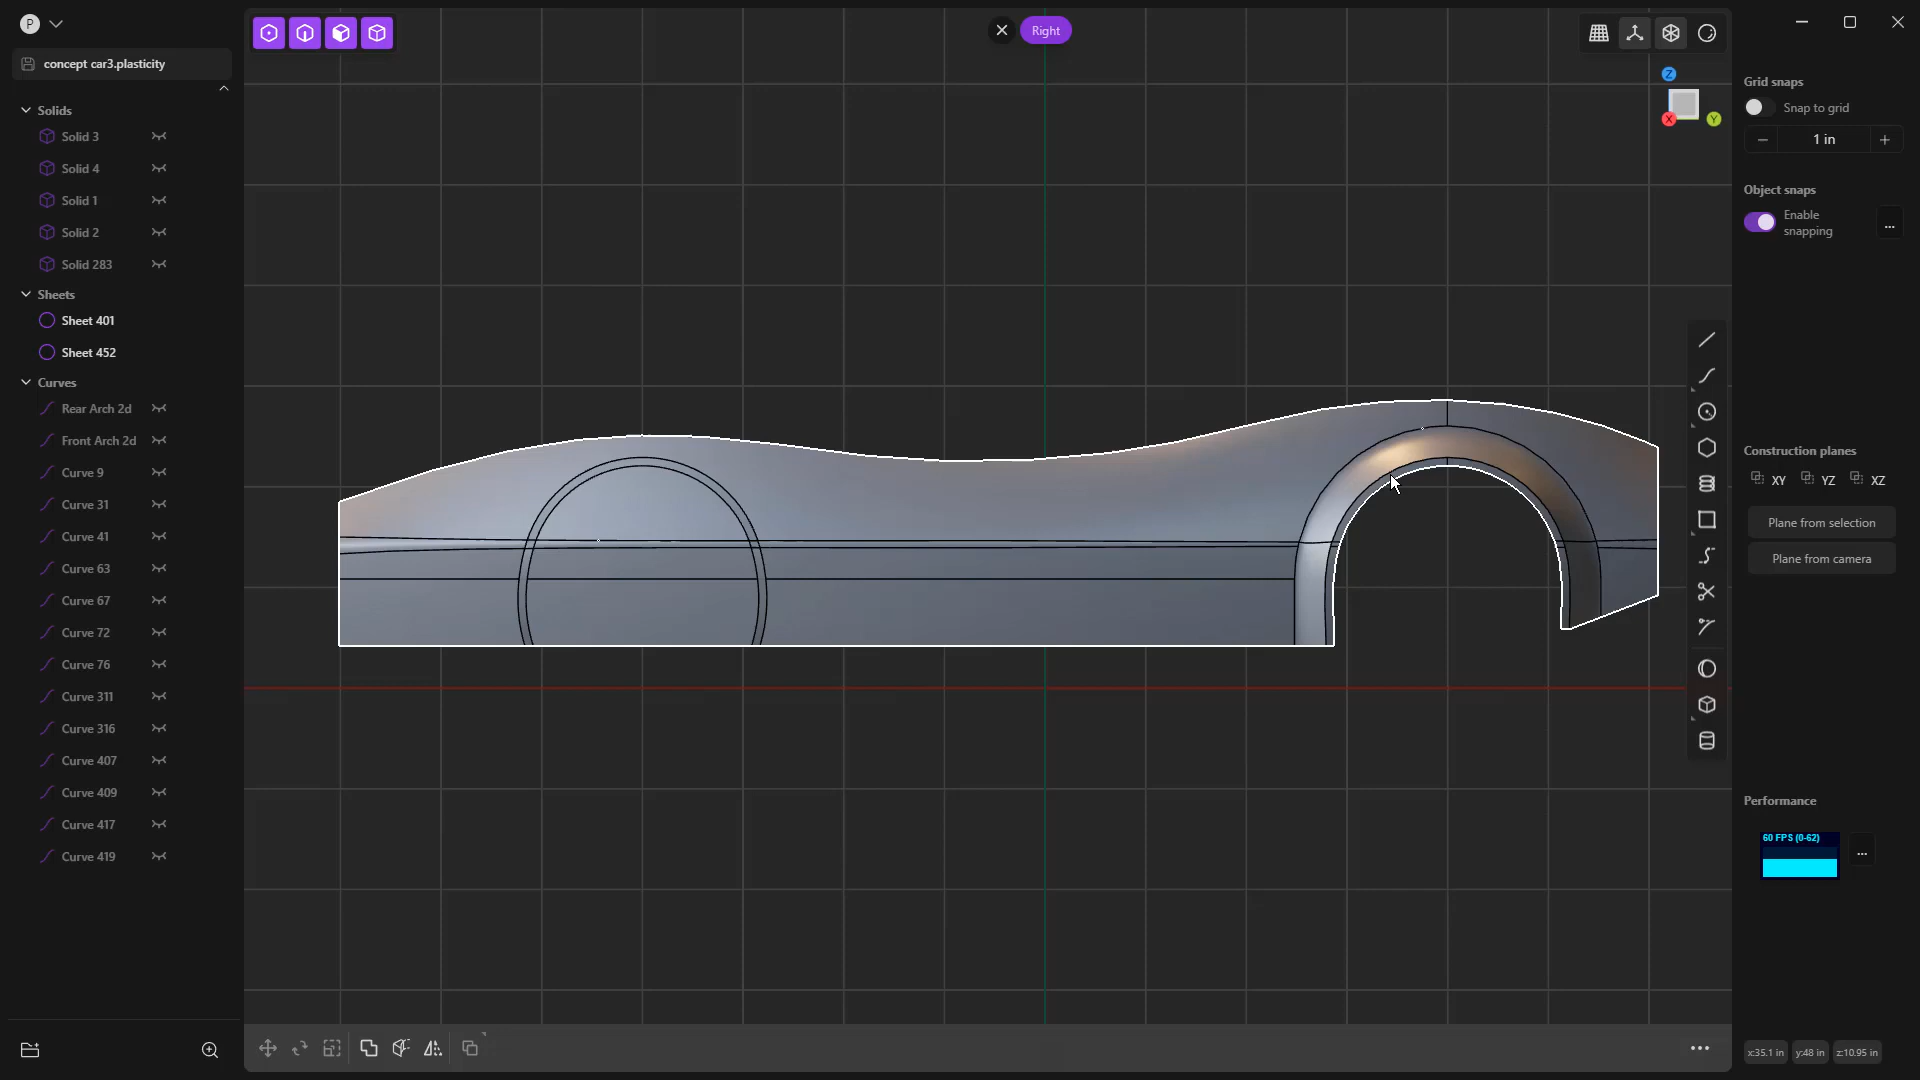 P
concept car3.plasticity
Solids
Solid 3
Solid 4
Solid 1
Solid 2
Solid 283
Sheets
Sheet 401
Sheet 452
Curves
Rear Arch 2d
Front Arch 2d
Curve 9
Curve 31
Curve 41
Curve 63
Curve 67
Curve 72
Curve 76
Curve 311
Curve 316
Curve 407
Curve 409
Curve 417
Curve 419
Right
Z
X
Y
Grid snaps
Snap to grid
1 in
Object snaps
Enable
snapping
...
Construction planes
XY YZ XZ
Plane from selection
Plane from camera
Performance
60 FPS (0-62)
...
x:35.1 in y:48 in z:10.95 in